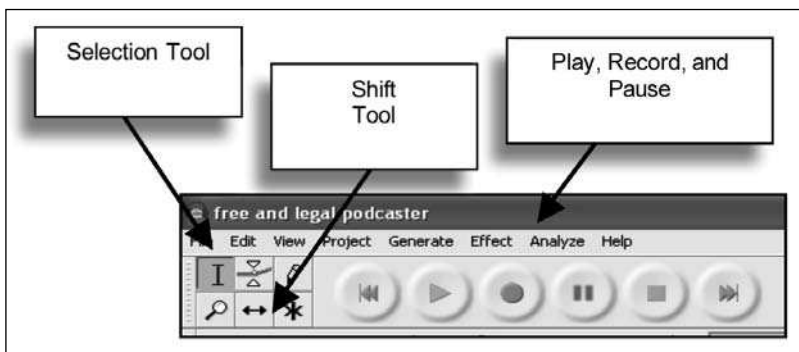 Selection Tool
Shift
Tool
Play, Record, and
Pause
free and legal podcaster
Edit View Project Generate Effect Analyze Help